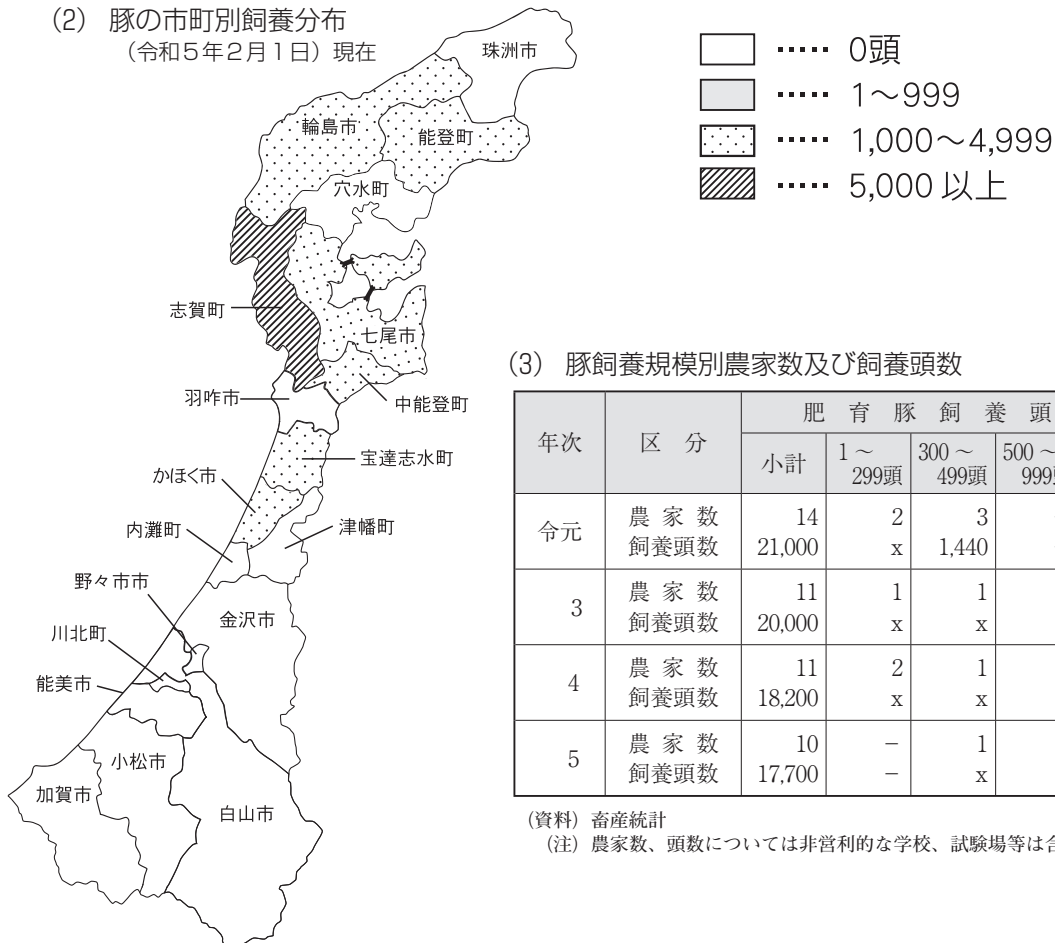 (2) 豚の市町別飼養分布
(令和5年2月1日) 現在
0頭
1～999
1,000～4,999
5,000 以上
珠洲市
輪島市
能登町
穴水町
志賀町
七尾市
羽咋市
中能登町
宝達志水町
かほく市
内灘町
津幡町
野々市市
金沢市
川北町
能美市
小松市
加賀市
白山市
(3) 豚飼養規模別農家数及び飼養頭数
年次 区分 肥育豚飼養頭
小計 1～299頭 300～499頭 500～999
令元 農家数 14 2 3
飼養頭数 21,000 x 1,440
3 農家数 11 1 1
飼養頭数 20,000 x x
4 農家数 11 2 1
飼養頭数 18,200 x x
5 農家数 10 － 1
飼養頭数 17,700 － x
(資料) 畜産統計
(注) 農家数、頭数については非営利的な学校、試験場等は含